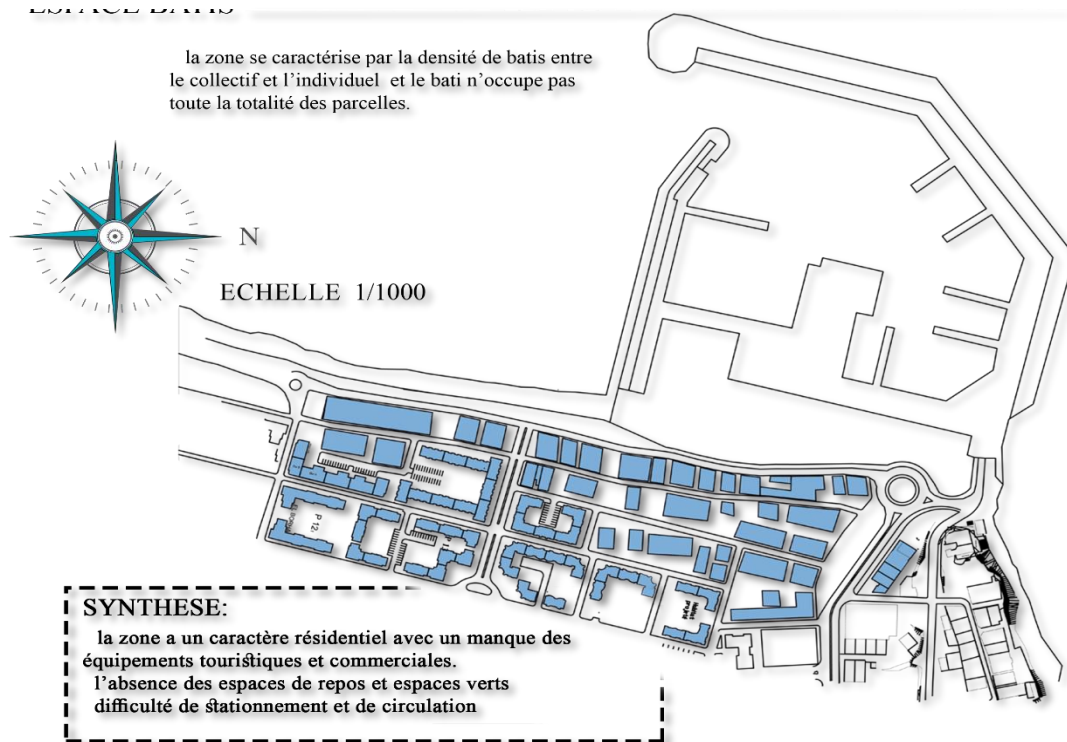 ESPACE BATIS
la zone se caractérise par la densité de batis entre
le collectif et l'individuel et le bati n'occupe pas
toute la totalité des parcelles.
N
ECHELLE 1/1000
P 12.
SYNTHESE:
la zone a un caractère résidentiel avec un manque des
équipements touristiques et commerciales.
l'absence des espaces de repos et espaces verts
difficulté de stationnement et de circulation